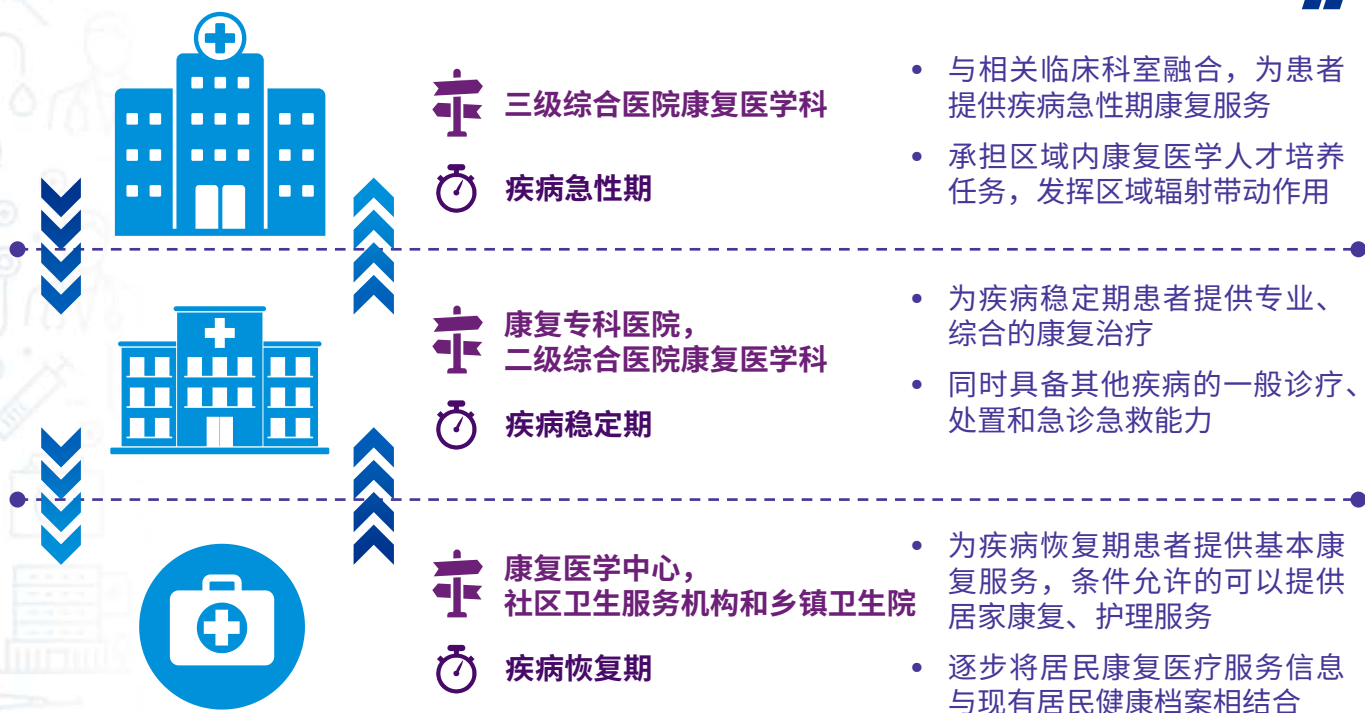 三级综合医院康复医学科
疾病急性期
• 与相关临床科室融合，为患者
提供疾病急性期康复服务
• 承担区域内康复医学人才培养
任务，发挥区域辐射带动作用
康复专科医院，
二级综合医院康复医学科
疾病稳定期
• 为疾病稳定期患者提供专业、
综合的康复治疗
• 同时具备其他疾病的一般诊疗、
处置和急诊急救能力
康复医学中心，
社区卫生服务机构和乡镇卫生院
疾病恢复期
• 为疾病恢复期患者提供基本康
复服务，条件允许的可以提供
居家康复、护理服务
• 逐步将居民康复医疗服务信息
与现有居民健康档案相结合